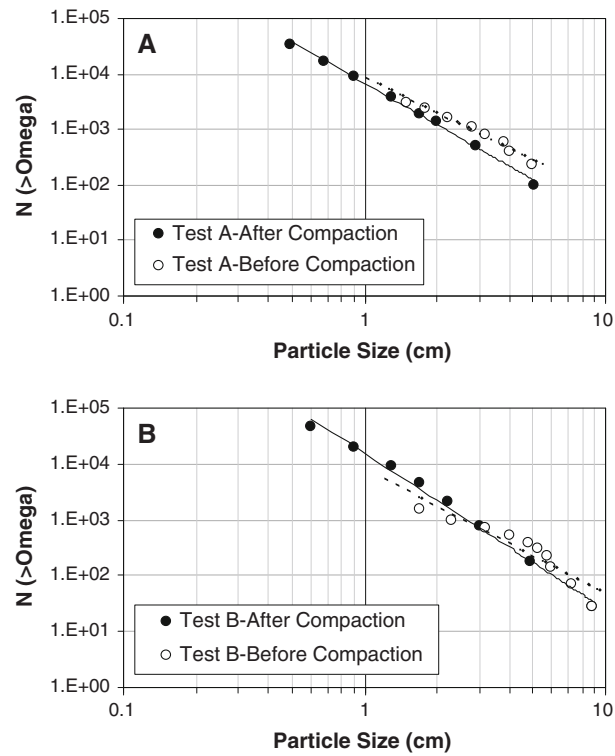 A
1.E+05
1.E+04
1.E+03
1.E+02
1.E+01
1.E+00
N (>Omega)
Test A-After Compaction
Test A-Before Compaction
0.1
1
10
Particle Size (cm)
B
1.E+05
1.E+04
1.E+03
1.E+02
1.E+01
1.E+00
N (>Omega)
Test B-After Compaction
Test B-Before Compaction
0.1
1
10
Particle Size (cm)